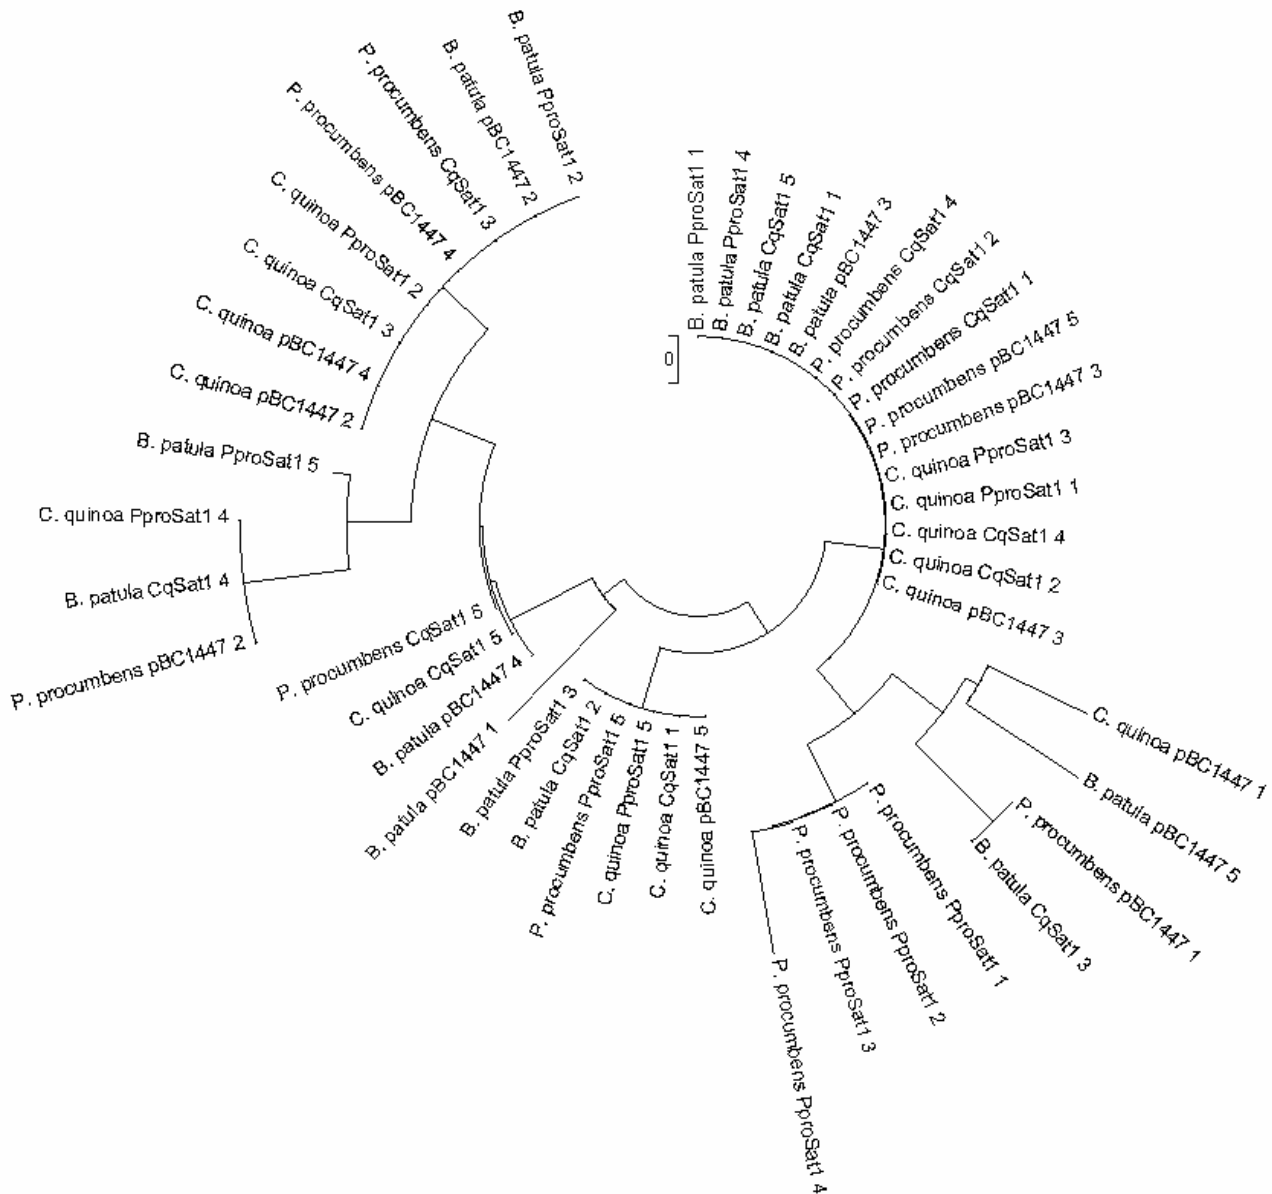 B. patula PproSat1 2
B. patula pBC1447 2
P. procumbens CqSat1 3
P. procumbens pBC1447 4
C. quinoa PproSat1 2
C. quinoa CqSat1 3
C. quinoa pBC1447 4
C. quinoa pBC1447 2
B. patula PproSat1 5
C. quinoa PproSat1 4
B. patula CqSat1 4
P. procumbens pBC1447 2
P. procumbens CqSat1 5
C. quinoa CqSat1 5
B. patula pBC1447 4
B. patula pBC1447 1
B. patula PproSat1 3
B. patula CqSat1 2
P. procumbens PproSat1 5
C. quinoa PproSat1 5
C. quinoa CqSat1 1
C. quinoa pBC1447 5
0
B. patula PproSat1 1
B. patula PproSat1 4
B. patula CqSat1 5
B. patula CqSat1 1
B. patula pBC1447 3
P. procumbens CqSat1 4
P. procumbens CqSat1 2
P. procumbens CqSat1 1
P. procumbens pBC1447 5
P. procumbens pBC1447 3
C. quinoa PproSat1 3
C. quinoa PproSat1 1
C. quinoa CqSat1 4
C. quinoa CqSat1 2
C. quinoa pBC1447 3
C. quinoa pBC1447 1
B. patula pBC1447 5
P. procumbens pBC1447 1
B. patula CqSat1 3
P. procumbens PproSat1 1
P. procumbens PproSat1 2
P. procumbens PproSat1 3
P. procumbens PproSat1 4